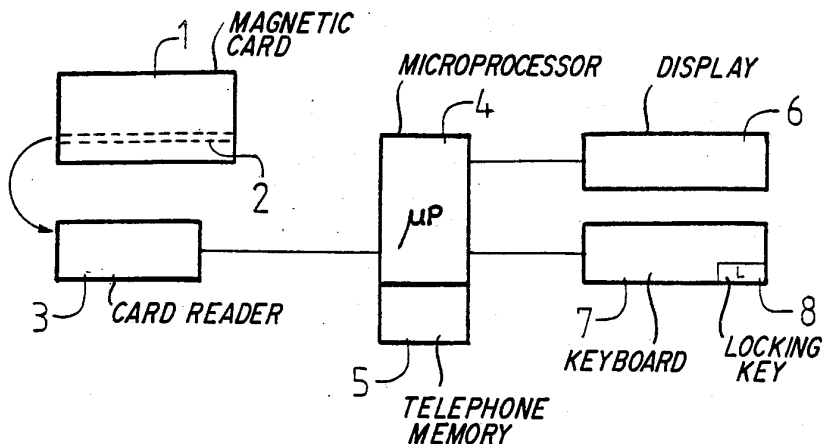 1
MAGNETIC
CARD
2
3
CARD READER
MICROPROCESSOR
4
μP
5
TELEPHONE
MEMORY
DISPLAY
6
L
7
8
KEYBOARD
LOCKING
KEY